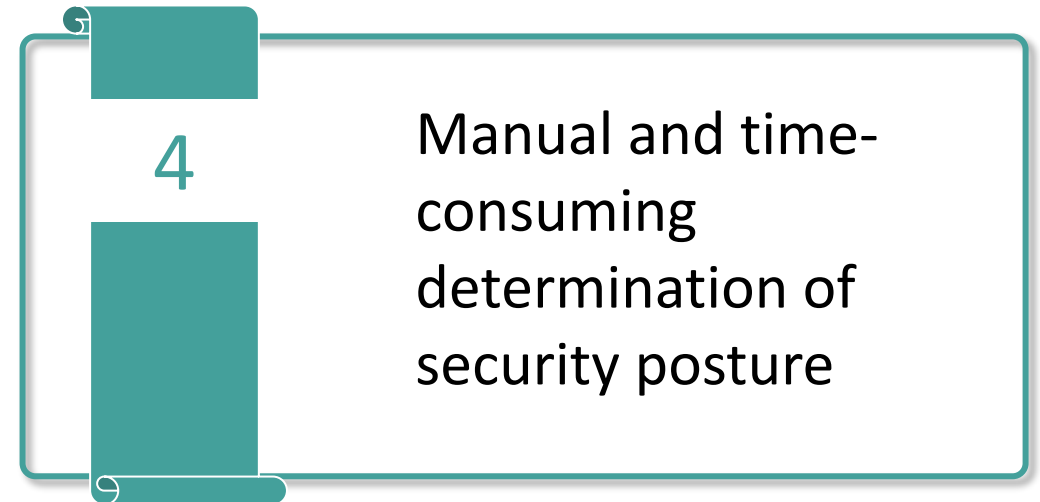 4
Manual and time-
consuming
determination of
security posture